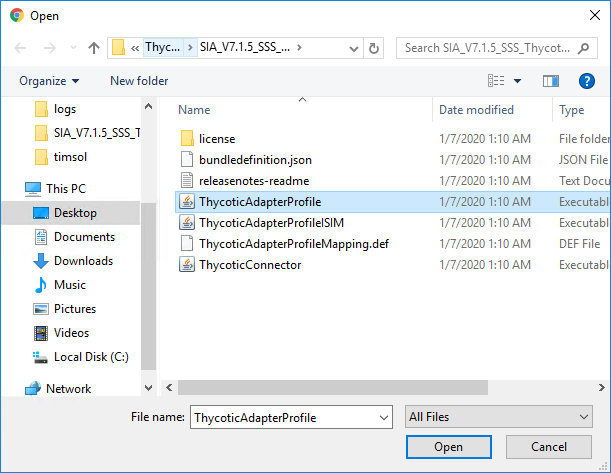 Open
« Thyc... SIA_V7.1.5_SSS_... Search SIA_V7.1.5_SSS_Thycot...
Organize New folder ?
Name Date modified Type
logs
SIA_V7.1.5_SSS_T
timsol
This PC
Desktop
Documents
Downloads
Music
Pictures
Videos
Local Disk (C:)
Network
license 1/7/2020 1:10 AM File folder
bundledefinition.json 1/7/2020 1:10 AM JSON File
releasenotes-readme 1/7/2020 1:10 AM Text Docu
ThycoticAdapterProfile 1/7/2020 1:10 AM Executabl
ThycoticAdapterProfileISIM 1/7/2020 1:10 AM Executabl
ThycoticAdapterProfileMapping.def 1/7/2020 1:10 AM DEF File
ThycoticConnector 1/7/2020 1:10 AM Executabl
File name: ThycoticAdapterProfile All Files
Open Cancel